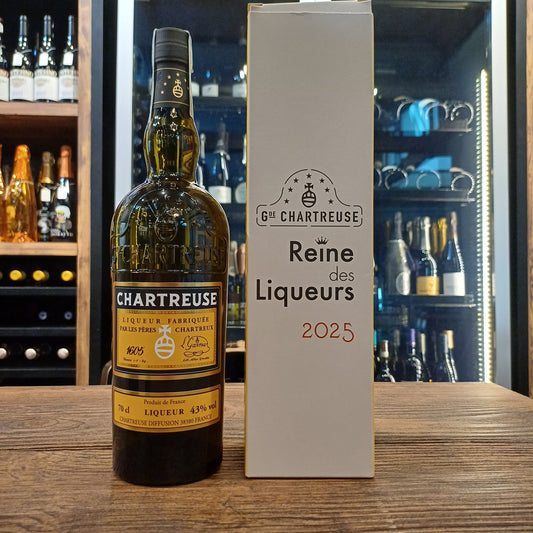 CHARTREUSE
CHARTREUSE
LIQUEUR FABRIQUÉE
PAR LES PÈRES CHARTREUX
1605
Produit de France
70 cl LIQUEUR 43% vol
CHARTREUSE DIFFUSION 38380 FRANCE
GDE CHARTREUSE
Reine
des
Liqueurs
2025